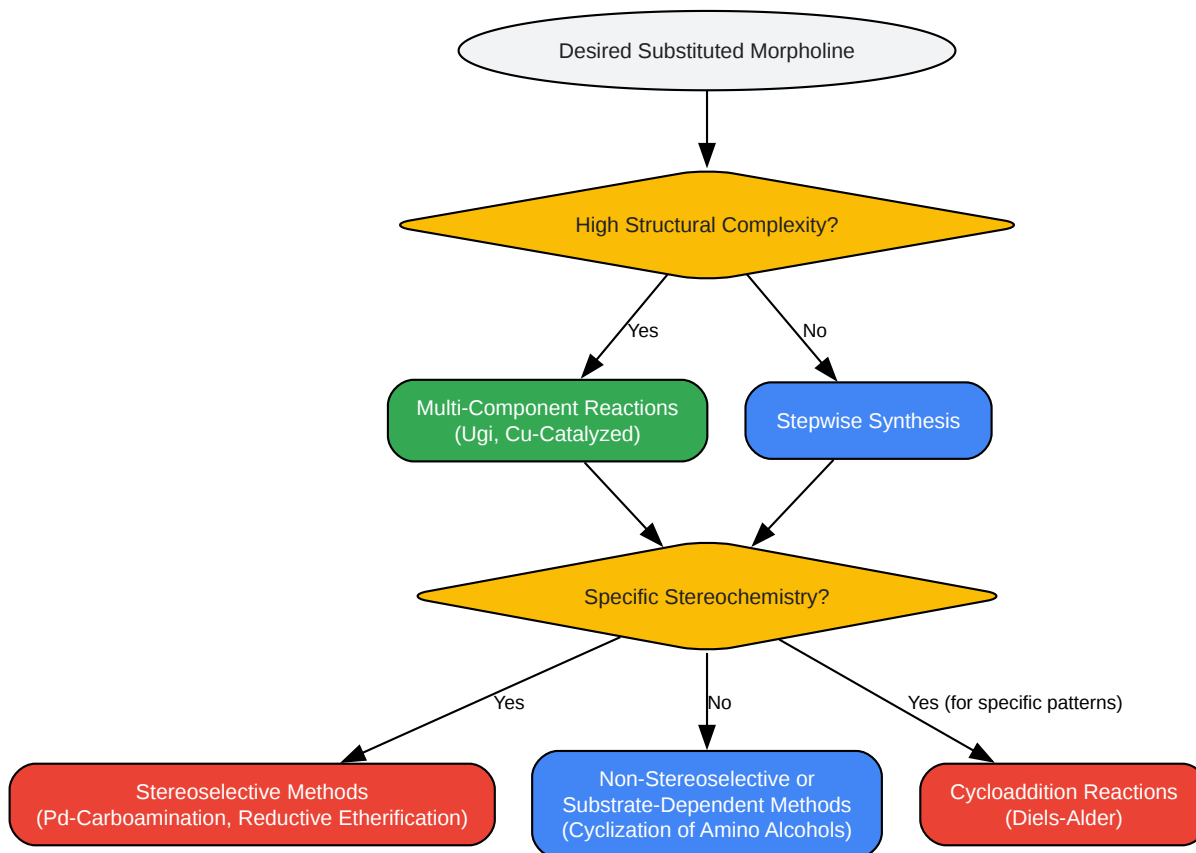 Desired Substituted Morpholine
High Structural Complexity?
Yes
No
Multi-Component Reactions
(Ugi, Cu-Catalyzed)
Stepwise Synthesis
Specific Stereochemistry?
Yes
No
Yes (for specific patterns)
Stereoselective Methods
(Pd-Carboamination, Reductive Etherification)
Non-Stereoselective or
Substrate-Dependent Methods
(Cyclization of Amino Alcohols)
Cycloaddition Reactions
(Diels-Alder)